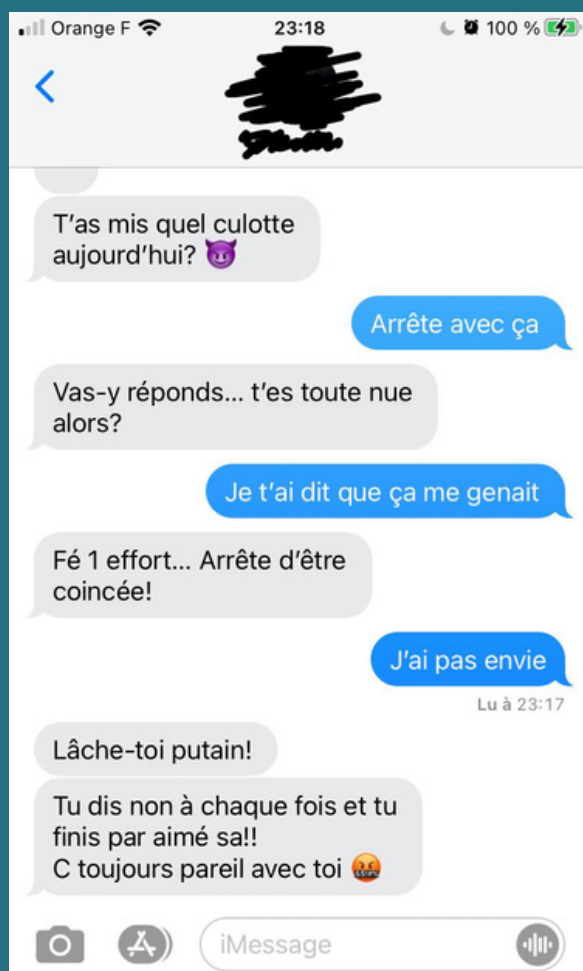 Orange F 23:18 100 %
T'as mis quel culotte
aujourd'hui? 😈
Arrête avec ça
Vas-y réponds... t'es toute nue
alors?
Je t'ai dit que ça me genait
Fé 1 effort... Arrête d'être
coincée!
J'ai pas envie
Lu à 23:17
Lâche-toi putain!
Tu dis non à chaque fois et tu
finis par aimé sa!!
C toujours pareil avec toi 🤬
iMessage